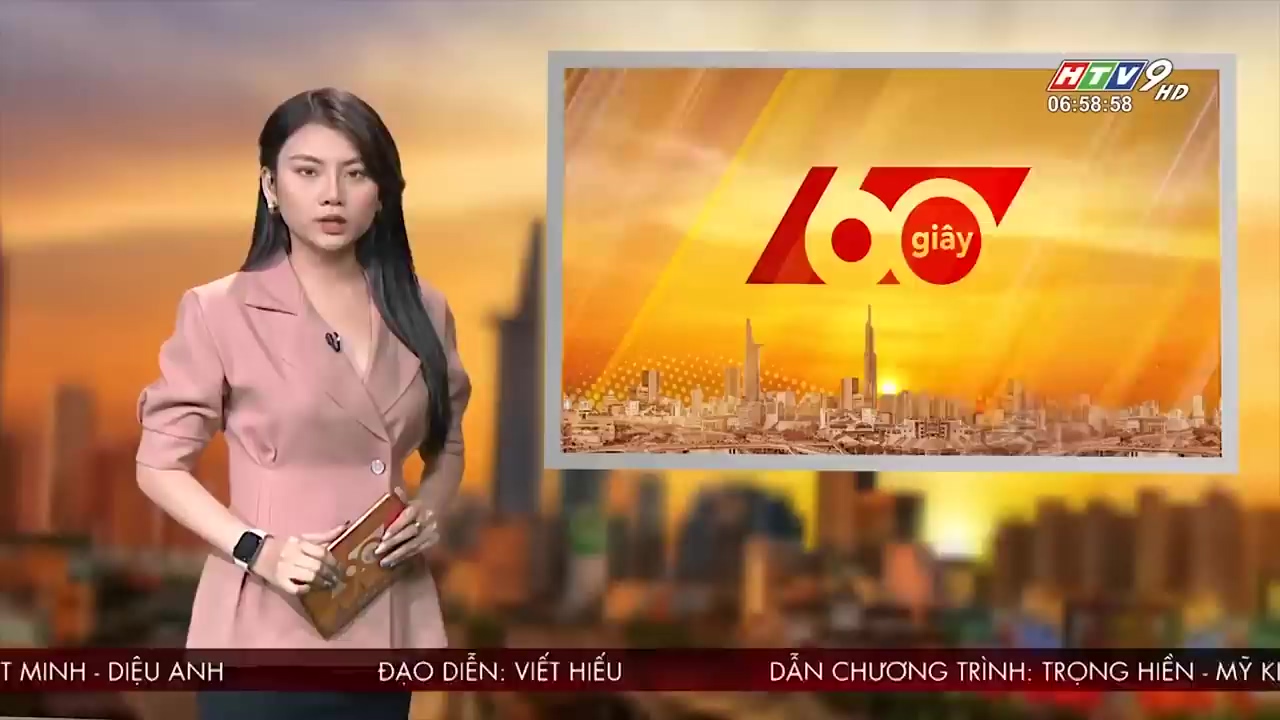 HTV9 HD
06:58:58
60 giây
60
T MINH - DIỆU ANH ĐẠO DIỄN: VIẾT HIẾU DẪN CHƯƠNG TRÌNH: TRỌNG HIỀN - MỸ K